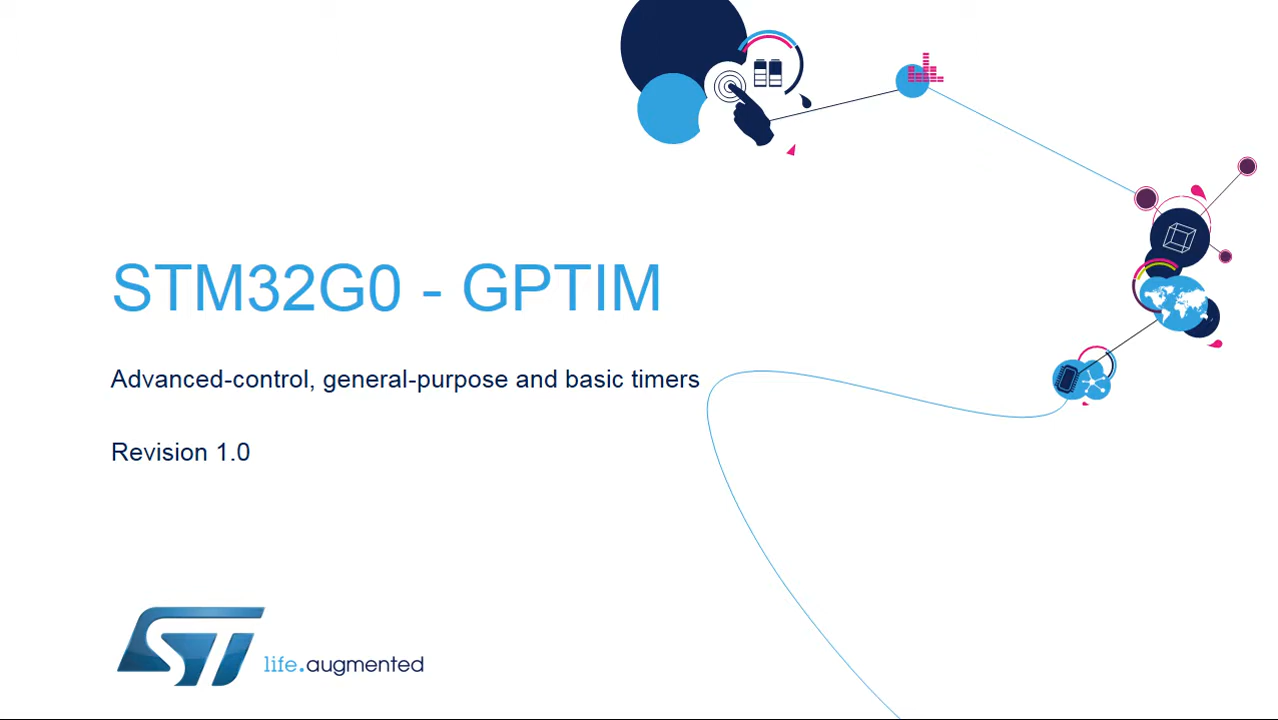 STM32G0 - GPTIM
Advanced-control, general-purpose and basic timers
Revision 1.0
ST life.augmented